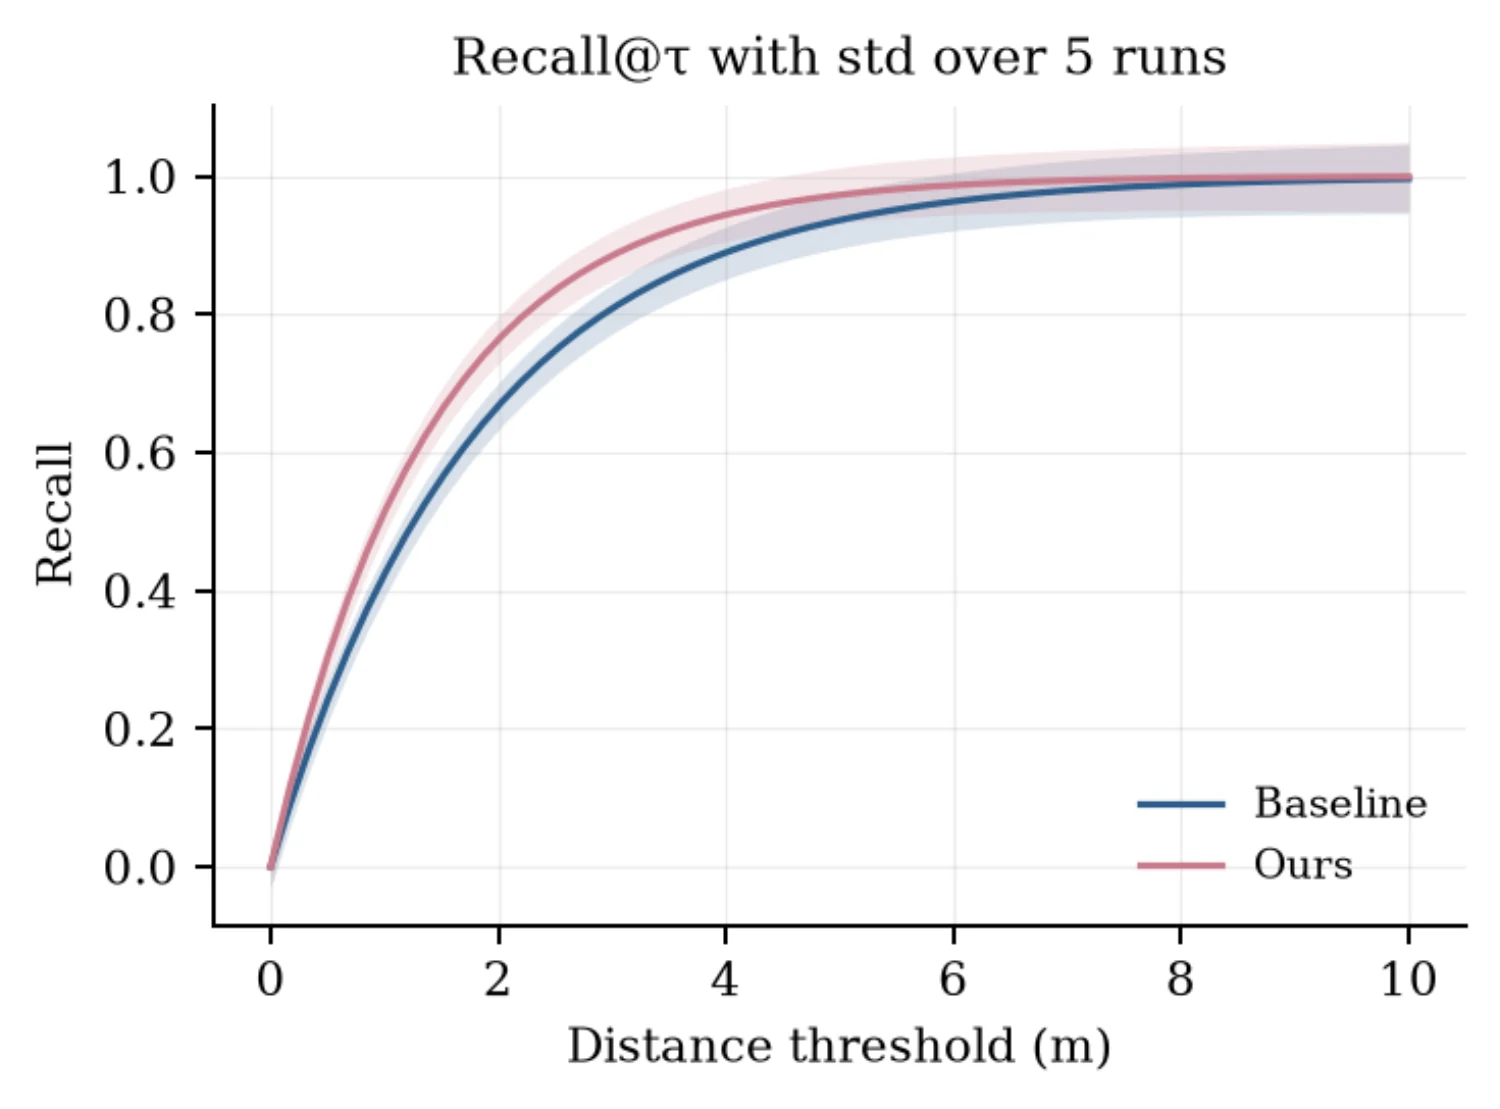 Recall@τ with std over 5 runs
1.0
0.8
0.6
0.4
0.2
0.0
Recall
Baseline
Ours
0 2 4 6 8 10
Distance threshold (m)